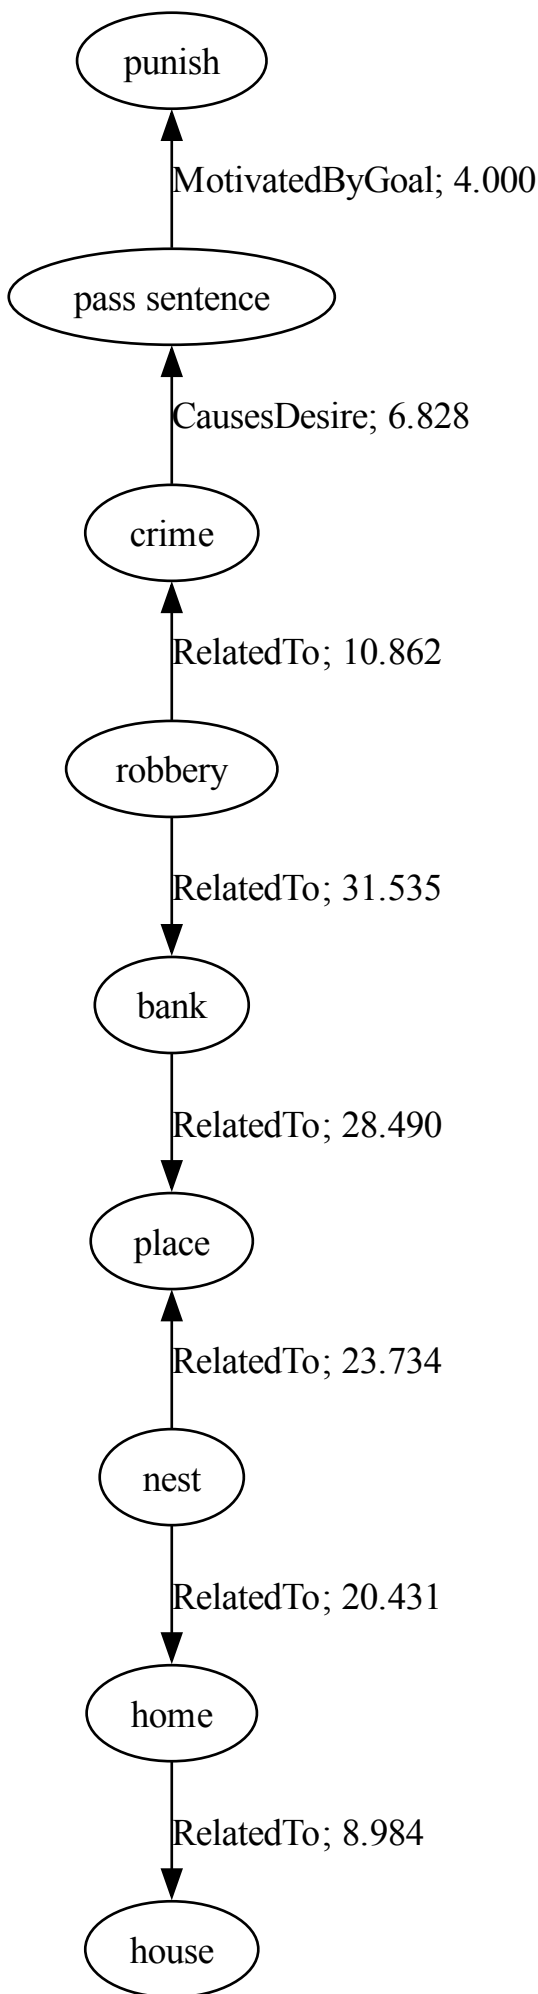 punish
MotivatedByGoal; 4.000
pass sentence
CausesDesire; 6.828
crime
RelatedTo; 10.862
robbery
RelatedTo; 31.535
bank
RelatedTo; 28.490
place
RelatedTo; 23.734
nest
RelatedTo; 20.431
home
RelatedTo; 8.984
house